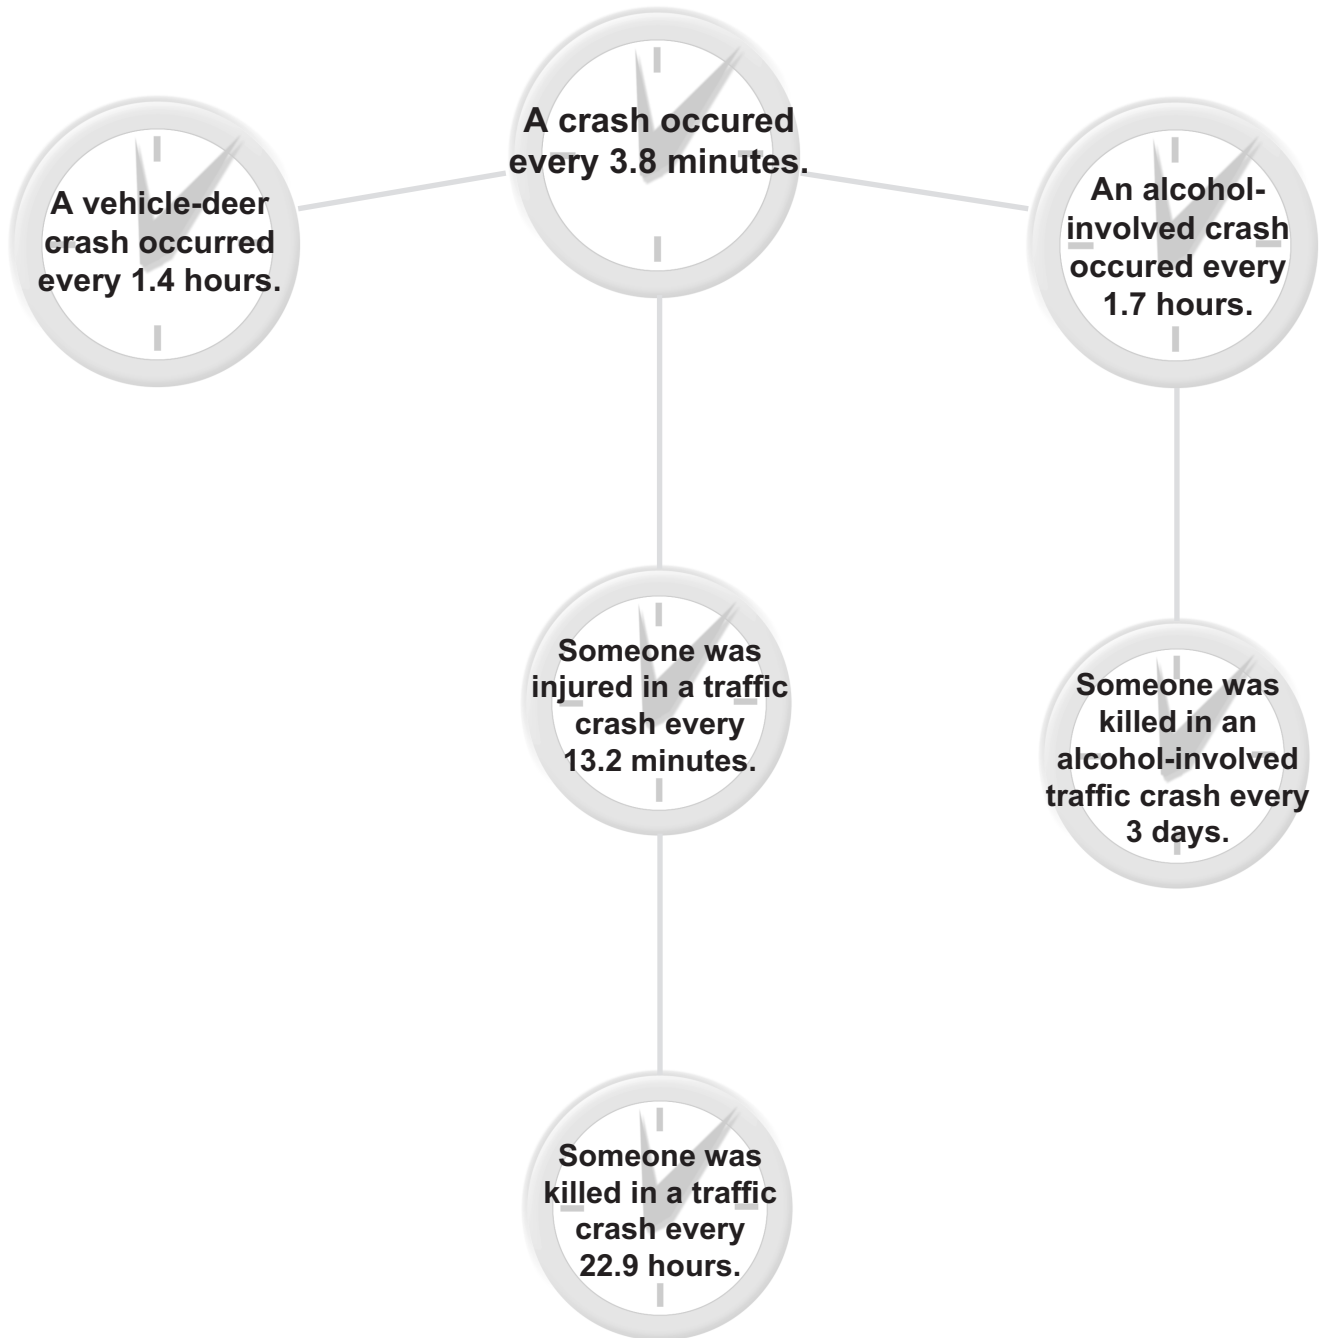 A crash occured
every 3.8 minutes.
A vehicle-deer
crash occurred
every 1.4 hours.
An alcohol-
involved crash
occured every
1.7 hours.
Someone was
injured in a traffic
crash every
13.2 minutes.
Someone was
killed in an
alcohol-involved
traffic crash every
3 days.
Someone was
killed in a traffic
crash every
22.9 hours.